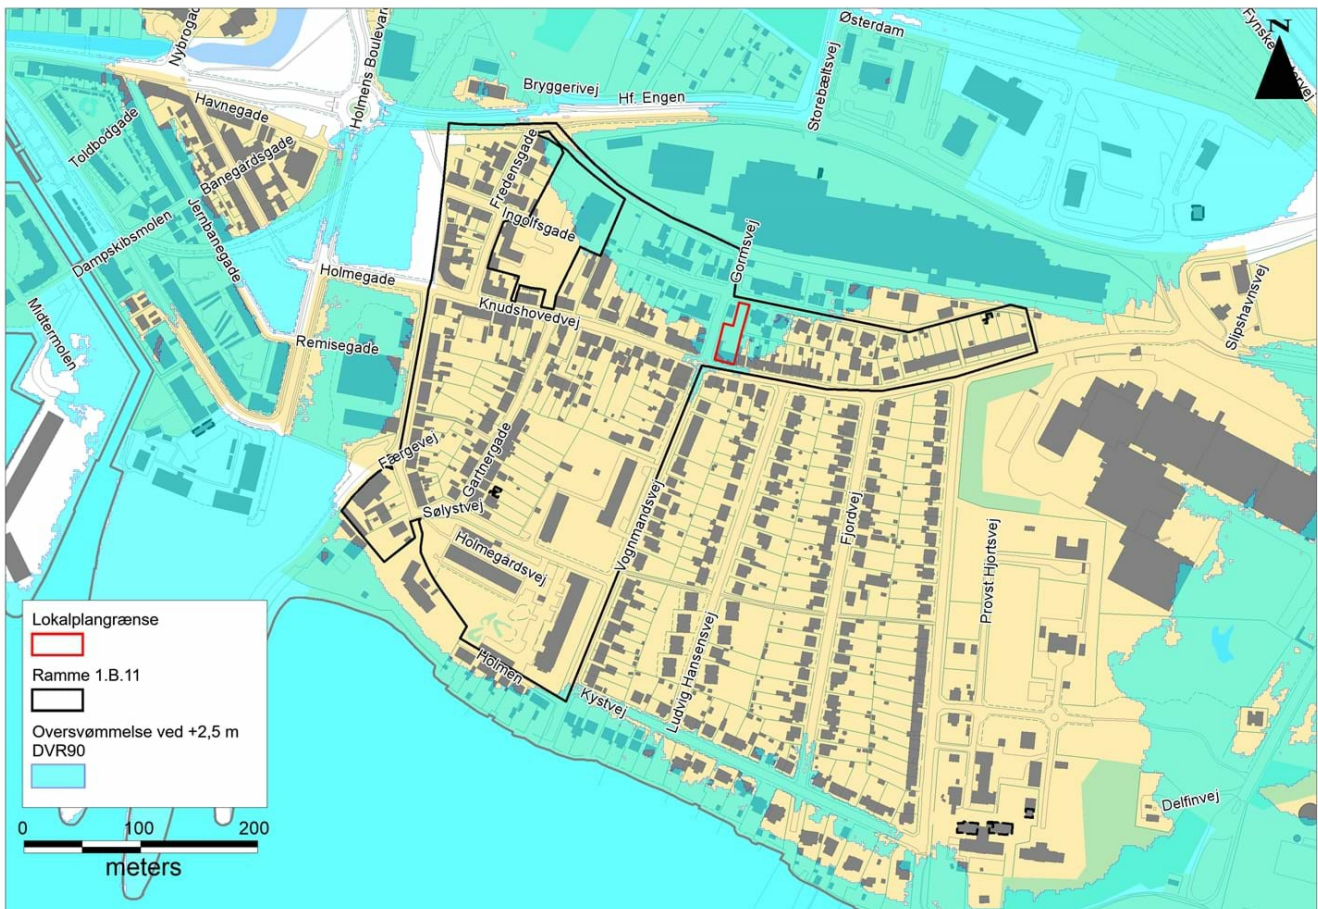 Nybrogad
Holmens Boulevar
Østerdam
Fynske
N
Storebæltsvej
Bryggerivej
Hf. Engen
Havnegade
Toldbodgade
Banegårdsgade
Fredensgade
Ingolfsgade
Gormsvej
Dampskibsmolen
Jernbanegade
Holmegade
Knudshovedvej
Slipshavnsvej
Midtermolen
Remisegade
Færgevej
Gartnergade
Sølystvej
Vognmandsvej
Fjordvej
Holmegårdsvej
Provst Hjortsvej
Ludvig Hansensvej
Holmen
Kystvej
Delfinvej
Lokalplangrænse
Ramme 1.B.11
Oversvømmelse ved +2,5 m
DVR90
0 100 200
meters